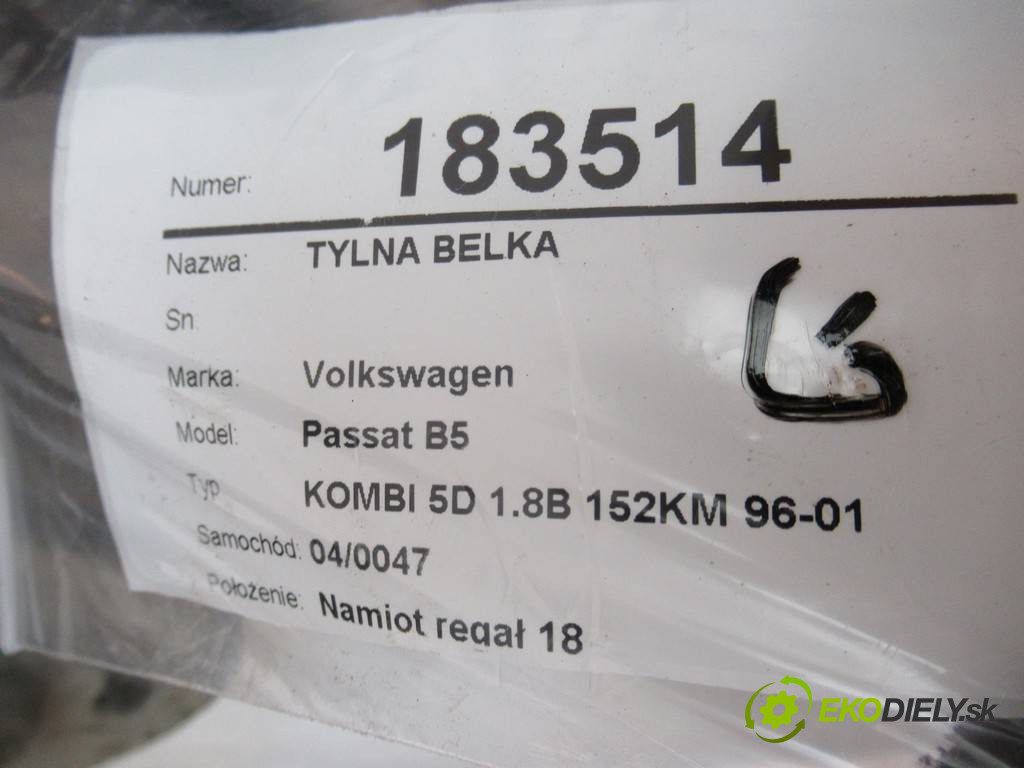 Numer: 183514
Nazwa: TYLNA BELKA
Sn.
Marka: Volkswagen
Model: Passat B5
Typ KOMBI 5D 1.8B 152KM 96-01
Samochód: 04/0047
Położenie: Namiot regał 18
EKODIELY.sk